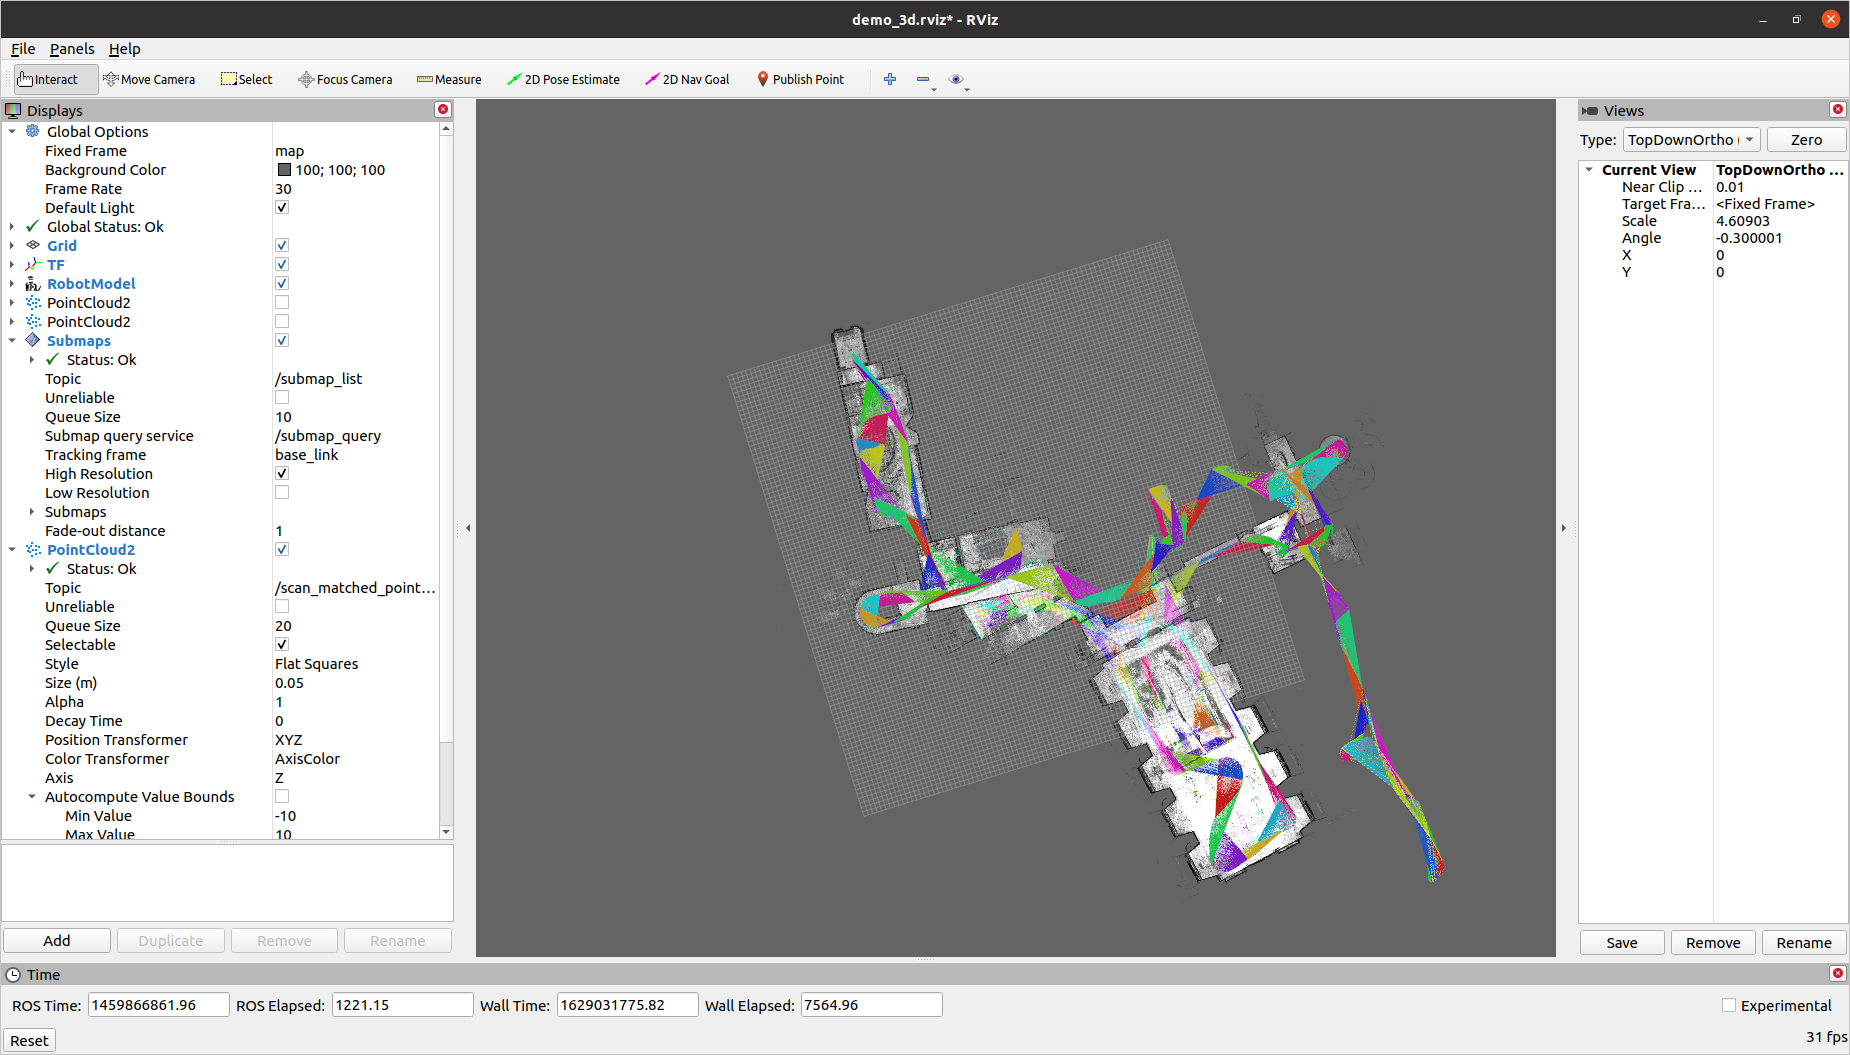 demo_3d.rviz* - RViz
File Panels Help
Interact Move Camera Select Focus Camera Measure 2D Pose Estimate 2D Nav Goal Publish Point
Displays
Global Options
Fixed Frame map
Background Color 100; 100; 100
Frame Rate 30
Default Light
Global Status: Ok
Grid
TF
RobotModel
PointCloud2
PointCloud2
Submaps
Status: Ok
Topic /submap_list
Unreliable
Queue Size 10
Submap query service /submap_query
Tracking frame base_link
High Resolution
Low Resolution
Submaps
Fade-out distance 1
PointCloud2
Status: Ok
Topic /scan_matched_point...
Unreliable
Queue Size 20
Selectable
Style Flat Squares
Size (m) 0.05
Alpha 1
Decay Time 0
Position Transformer XYZ
Color Transformer AxisColor
Axis Z
Autocompute Value Bounds
Min Value -10
Max Value 10
Add Duplicate Remove Rename
Views
Type: TopDownOrtho ( Zero
Current View TopDownOrtho ...
Near Clip ... 0.01
Target Fra... <Fixed Frame>
Scale 4.60903
Angle -0.300001
X 0
Y 0
Save Remove Rename
Time
ROS Time: 1459866861.96 ROS Elapsed: 1221.15 Wall Time: 1629031775.82 Wall Elapsed: 7564.96 Experimental
Reset 31 fps